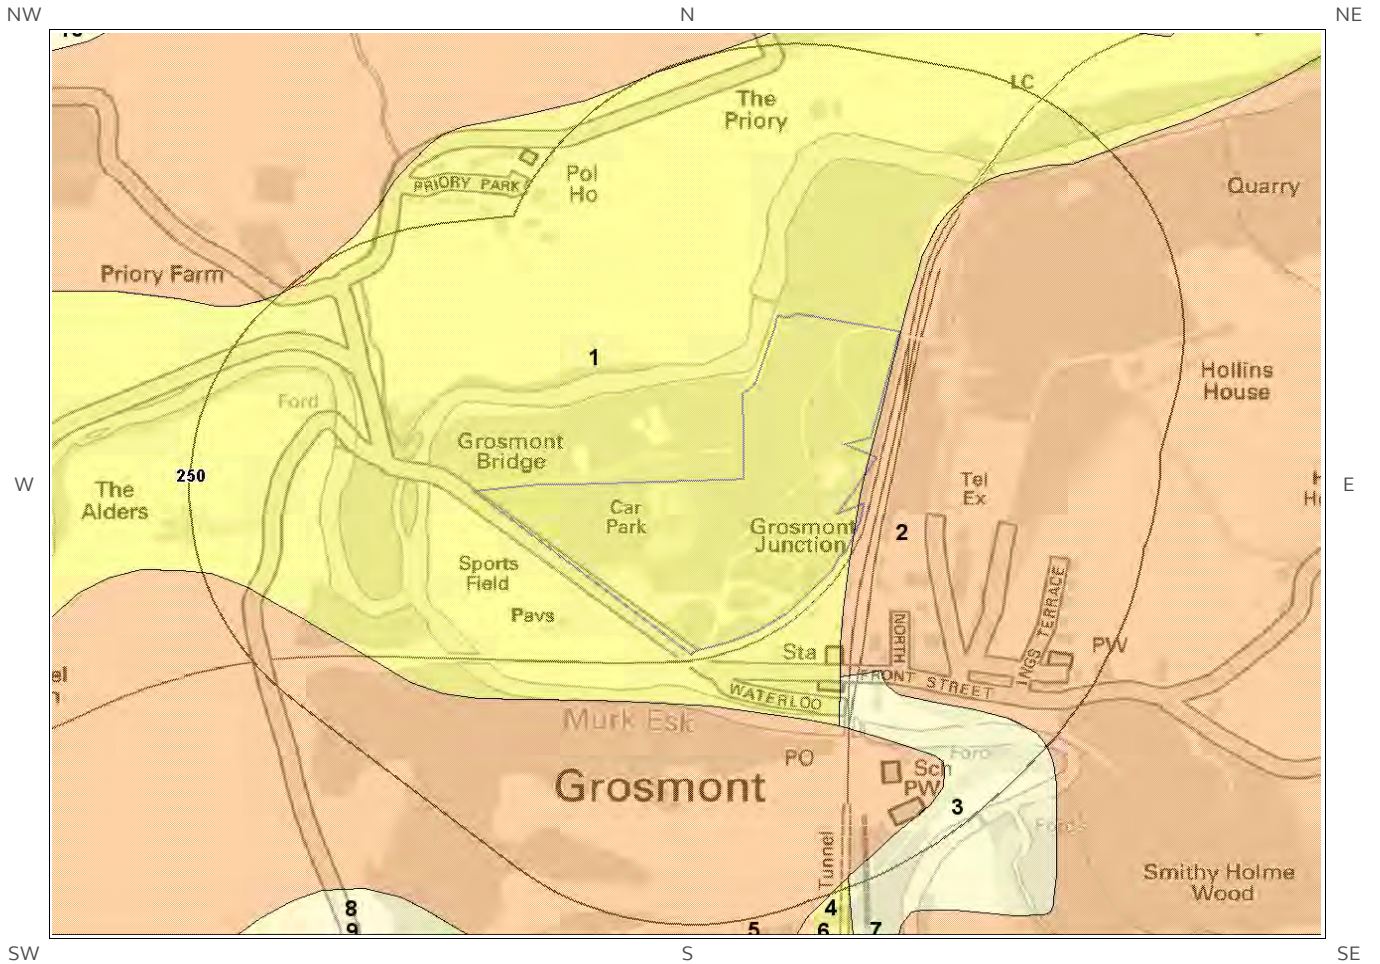 NW
N
NE
LC
The
Priory
Pol
Ho
PRIORY PARK
Quarry
Priory Farm
1
Hollins
House
Ford
Grosmont
Bridge
250
W
E
The
Alders
Tel
Ex
Car
Park
Grosmont
Junction
2
Sports
Field
Pavs
TERRACE
NORTH
PW
Sta
FRONT STREET
INGS
WATERLOO
Murk Esk
PO
Ford
Sch
PW
Grosmont
3
Fords
Tunnel
Smithy Holme
Wood
8
4
9
5
6
7
SW
S
SE